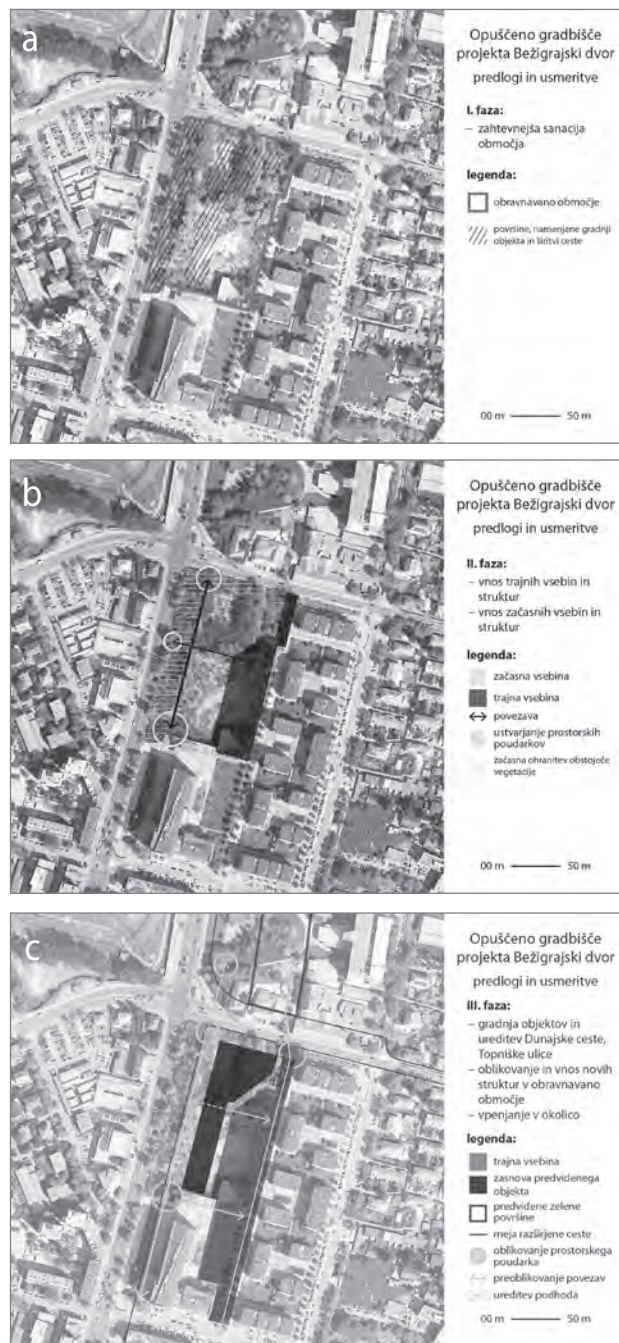 a
Opuščeno gradbišče
projekta Bežigrajski dvor
predlogi in usmeritve
I. faza:
– zahtevnejša sanacija
območja
legenda:
obravnavano območje
površine, namenjene gradnji
objekta in širitvi ceste
00 m 50 m
b
Opuščeno gradbišče
projekta Bežigrajski dvor
predlogi in usmeritve
II. faza:
– vnos trajnih vsebin in
struktur
– vnos začasnih vsebin in
struktur
legenda:
začasna vsebina
trajna vsebina
povezava
ustvarjanje prostorskih
poudarkov
začasna ohranitev obstoječe
vegetacije
00 m 50 m
c
Opuščeno gradbišče
projekta Bežigrajski dvor
predlogi in usmeritve
III. faza:
– gradnja objektov in
ureditev Dunajske ceste,
Topniške ulice
– oblikovanje in vnos novih
struktur v obravnavano
območje
– vpenjanje v okolico
legenda:
trajna vsebina
zasnova predvidenega
objekta
predvidene zelene
površine
meja razširjene ceste
oblikovanje prostorskega
poudarka
preoblikovanje povezav
ureditev podhoda
00 m 50 m